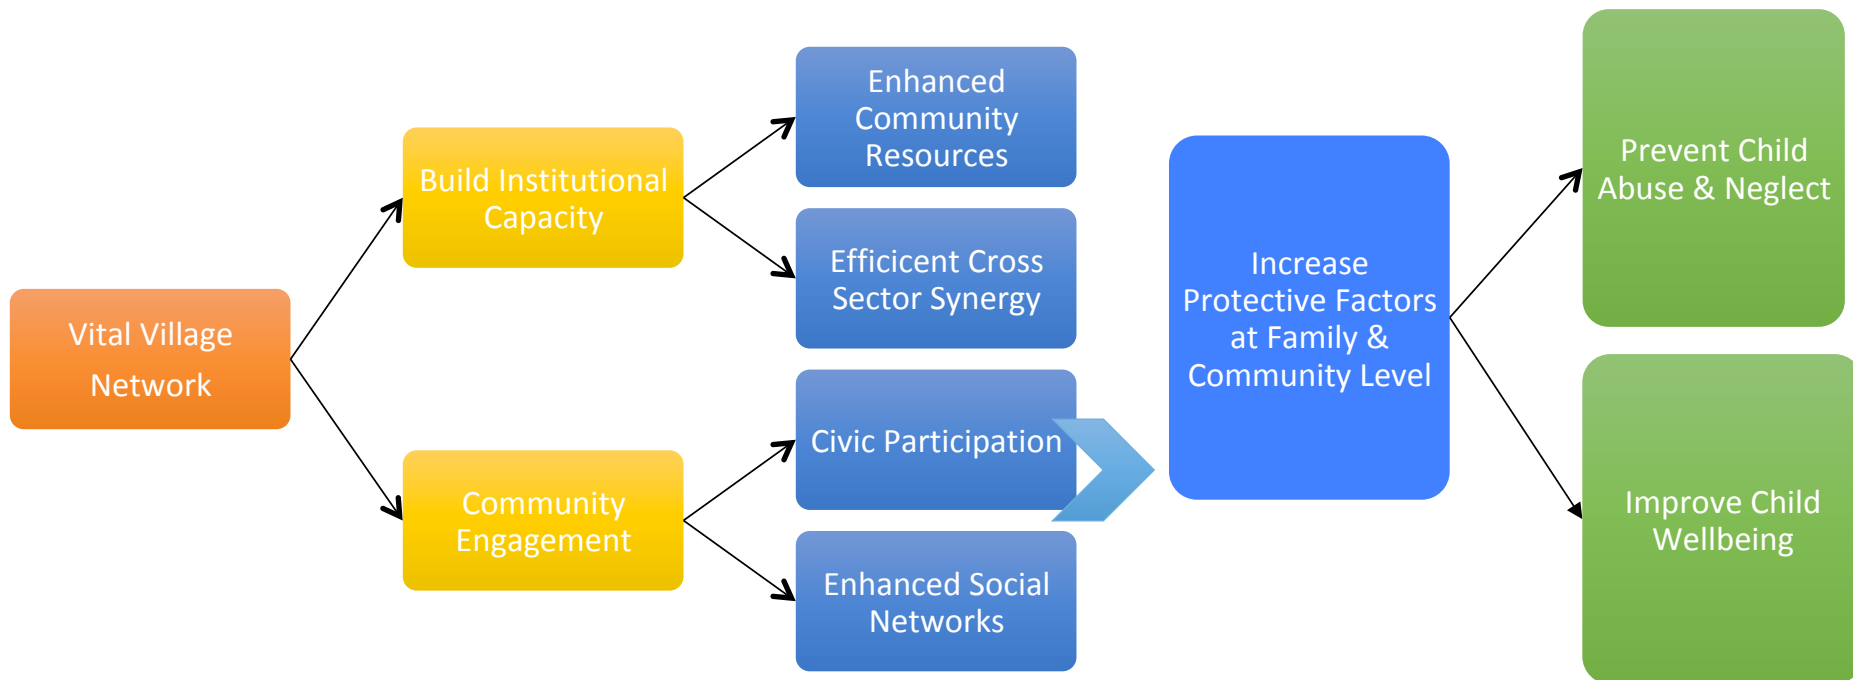 Vital Village
Network
Build Institutional
Capacity
Community
Engagement
Enhanced
Community
Resources
Efficicent Cross
Sector Synergy
Civic Participation
Enhanced Social
Networks
Increase
Protective Factors
at Family &
Community Level
Prevent Child
Abuse & Neglect
Improve Child
Wellbeing